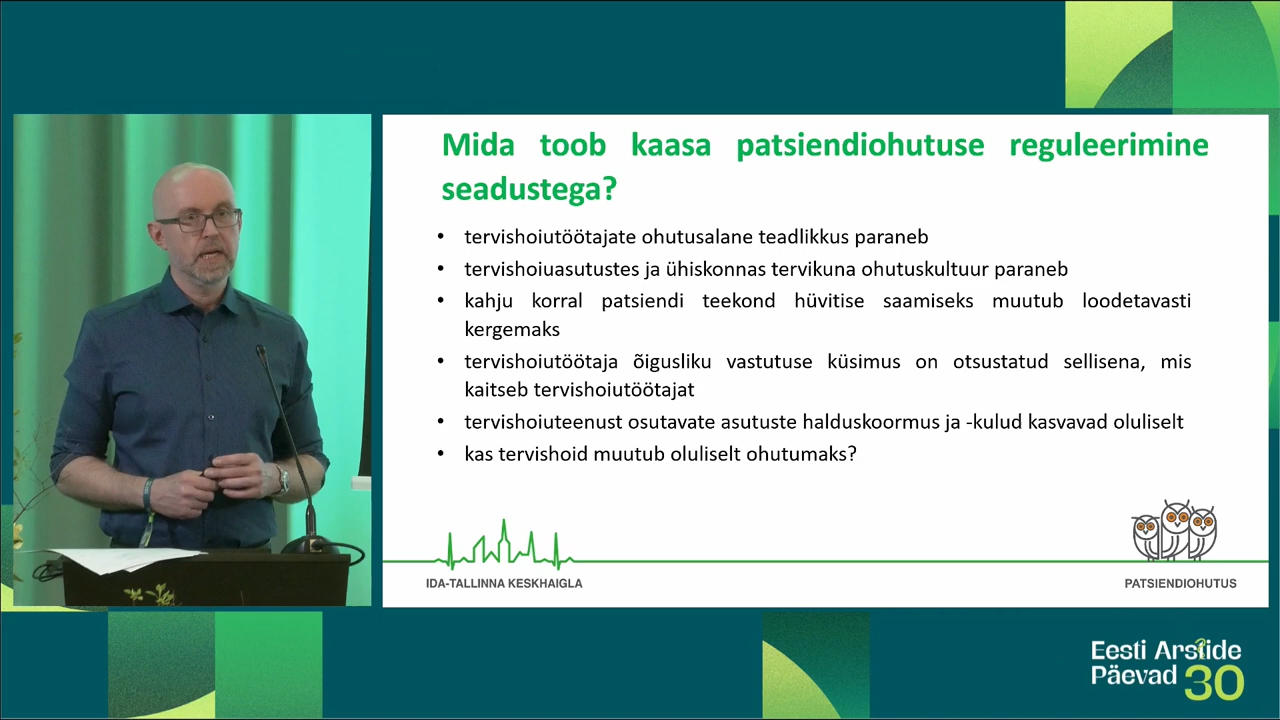 Mida toob kaasa patsiendiohutuse reguleerimine
seadustega?
• tervishoiutöötajate ohutusalane teadlikkus paraneb
• tervishoiuasutustes ja ühiskonnas tervikuna ohutuskultuur paraneb
• kahju korral patsiendi teekond hüvitise saamiseks muutub loodetavasti
kergemaks
• tervishoiutöötaja õigusliku vastutuse küsimus on otsustatud sellisena, mis
kaitseb tervishoiutöötajat
• tervishoiuteenust osutavate asutuste halduskoormus ja -kulud kasvavad oluliselt
• kas tervishoid muutub oluliselt ohutumaks?
IDA-TALLINNA KESKHAIGLA
PATSIENDIOHUTUS
Eesti Arstide
Päevad 30